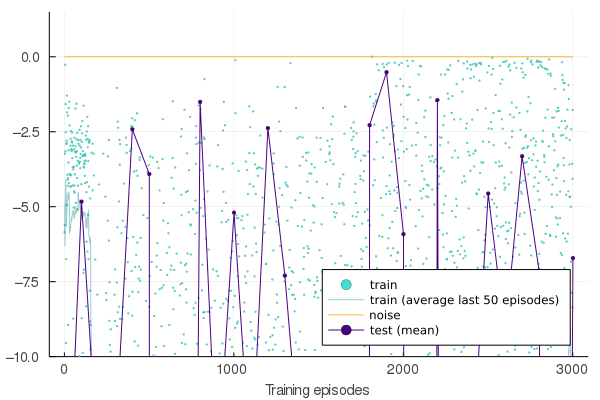 0.0
−2.5
−5.0
−7.5
−10.0
0
1000
2000
3000
Training episodes
train
train (average last 50 episodes)
noise
test (mean)